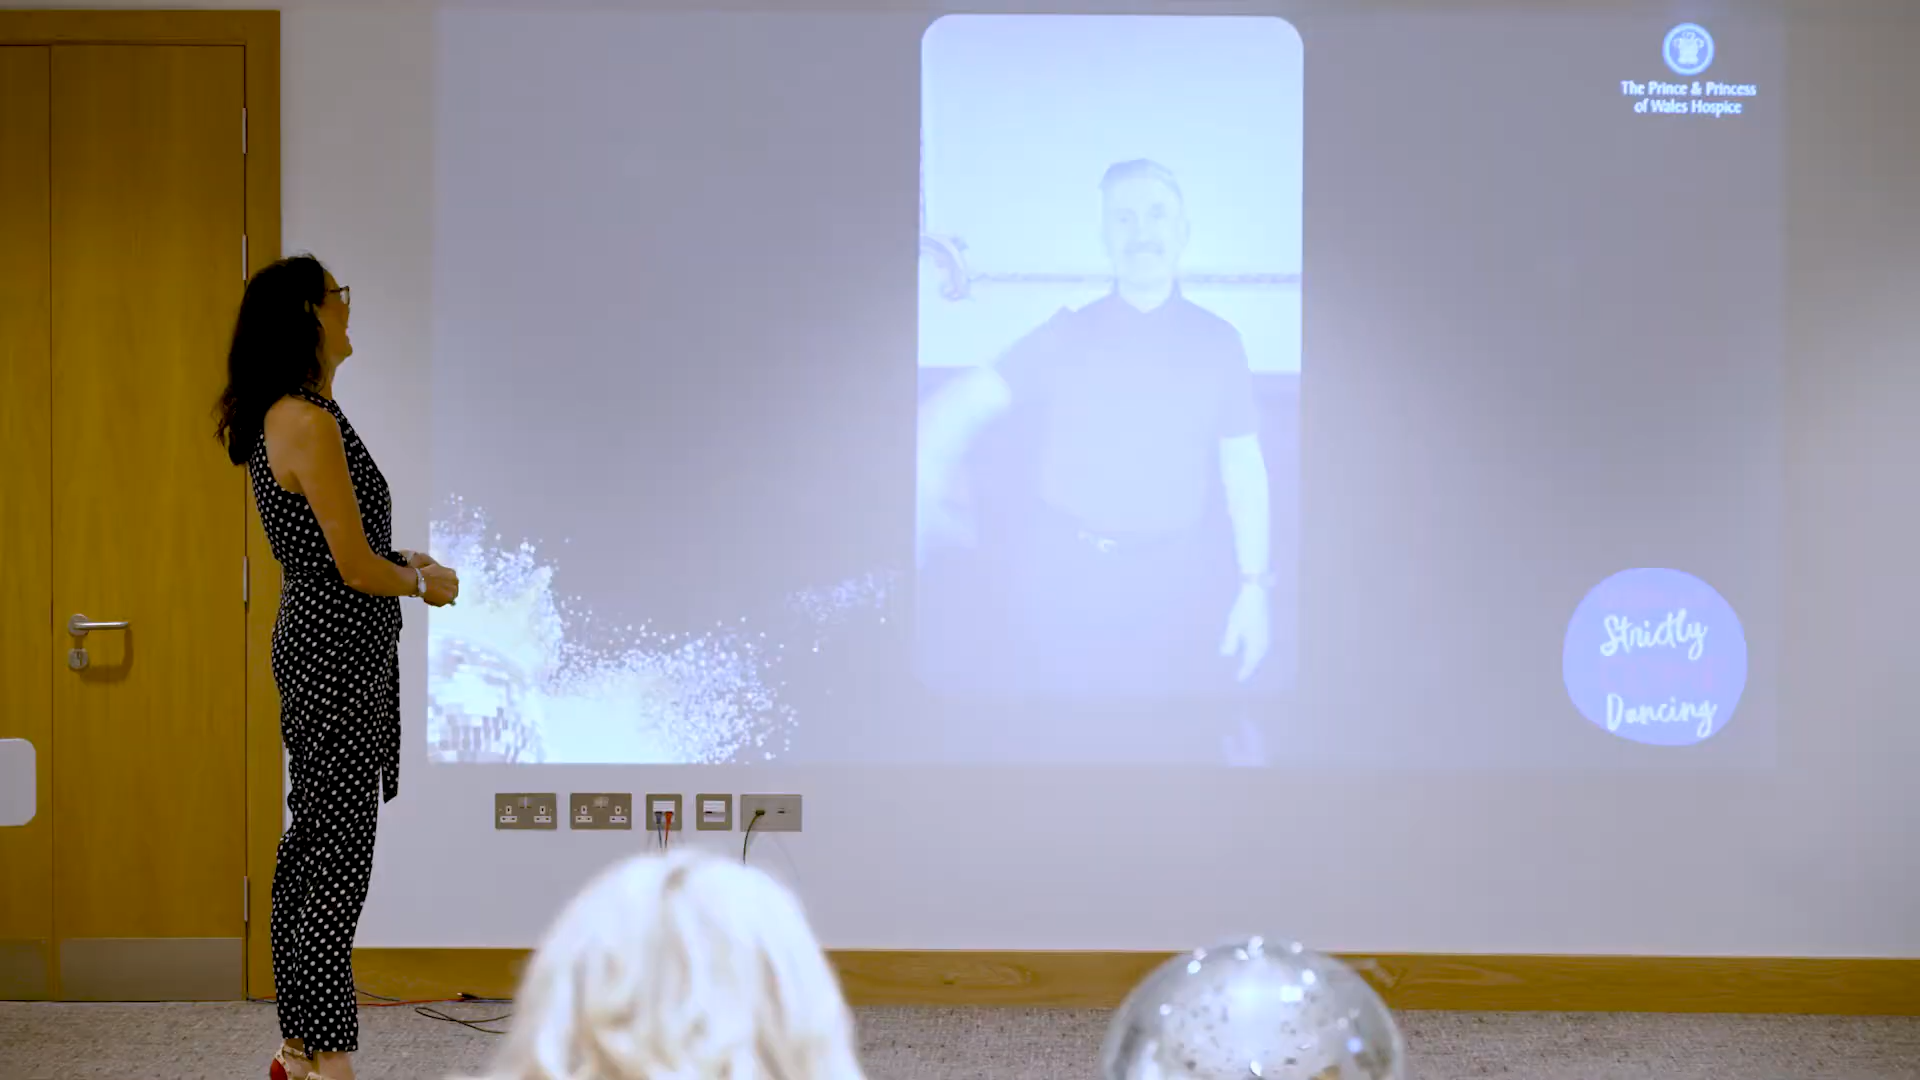 The Prince & Princess
of Wales Hospice
Strictly
Dancing